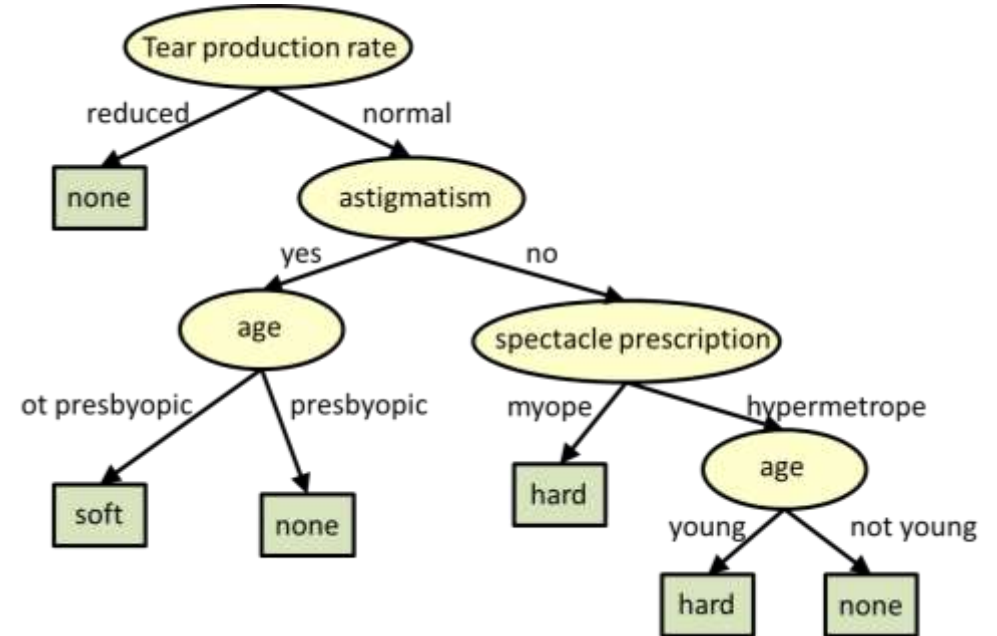 Tear production rate
reduced
normal
none
astigmatism
yes
no
age
spectacle prescription
ot presbyopic
presbyopic
myope
hypermetrope
age
soft
none
hard
young
not young
hard
none